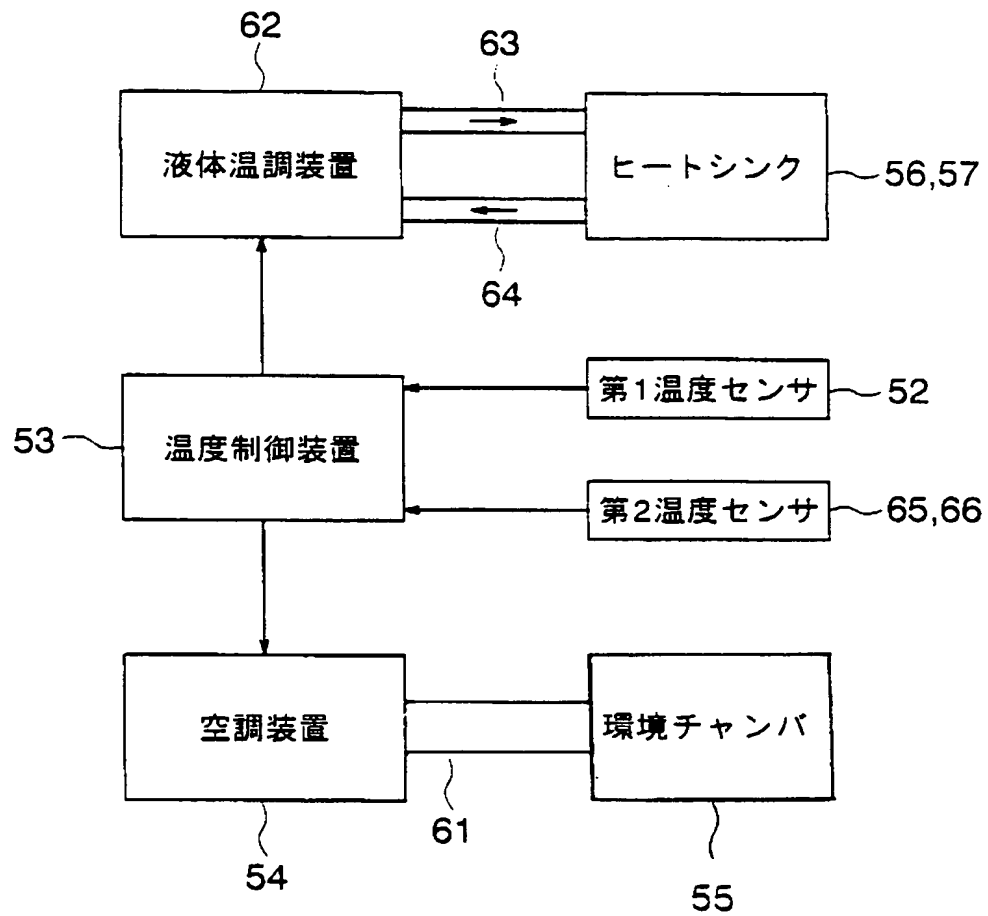 62
63
液体温調装置
ヒートシンク
56,57
64
第1温度センサ
52
53
温度制御装置
第2温度センサ
65,66
空調装置
環境チャンバ
61
54
55